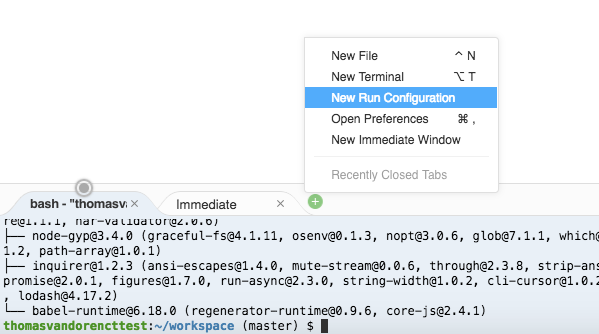 New File ^ N
New Terminal ⌥ T
New Run Configuration
Open Preferences ⌘ ,
New Immediate Window
Recently Closed Tabs
bash - "thomasva × Immediate ×
re@1.1.1, har-validator@2.0.6)
├── node-gyp@3.4.0 (graceful-fs@4.1.11, osenv@0.1.3, nopt@3.0.6, glob@7.1.1, which@
1.2, path-array@1.0.1)
├── inquirer@1.2.3 (ansi-escapes@1.4.0, mute-stream@0.0.6, through@2.3.8, strip-ans
promise@2.0.1, figures@1.7.0, run-async@2.3.0, string-width@1.0.2, cli-cursor@1.0.2
, lodash@4.17.2)
└── babel-runtime@6.18.0 (regenerator-runtime@0.9.6, core-js@2.4.1)
thomasvandorencttest:~/workspace (master) $